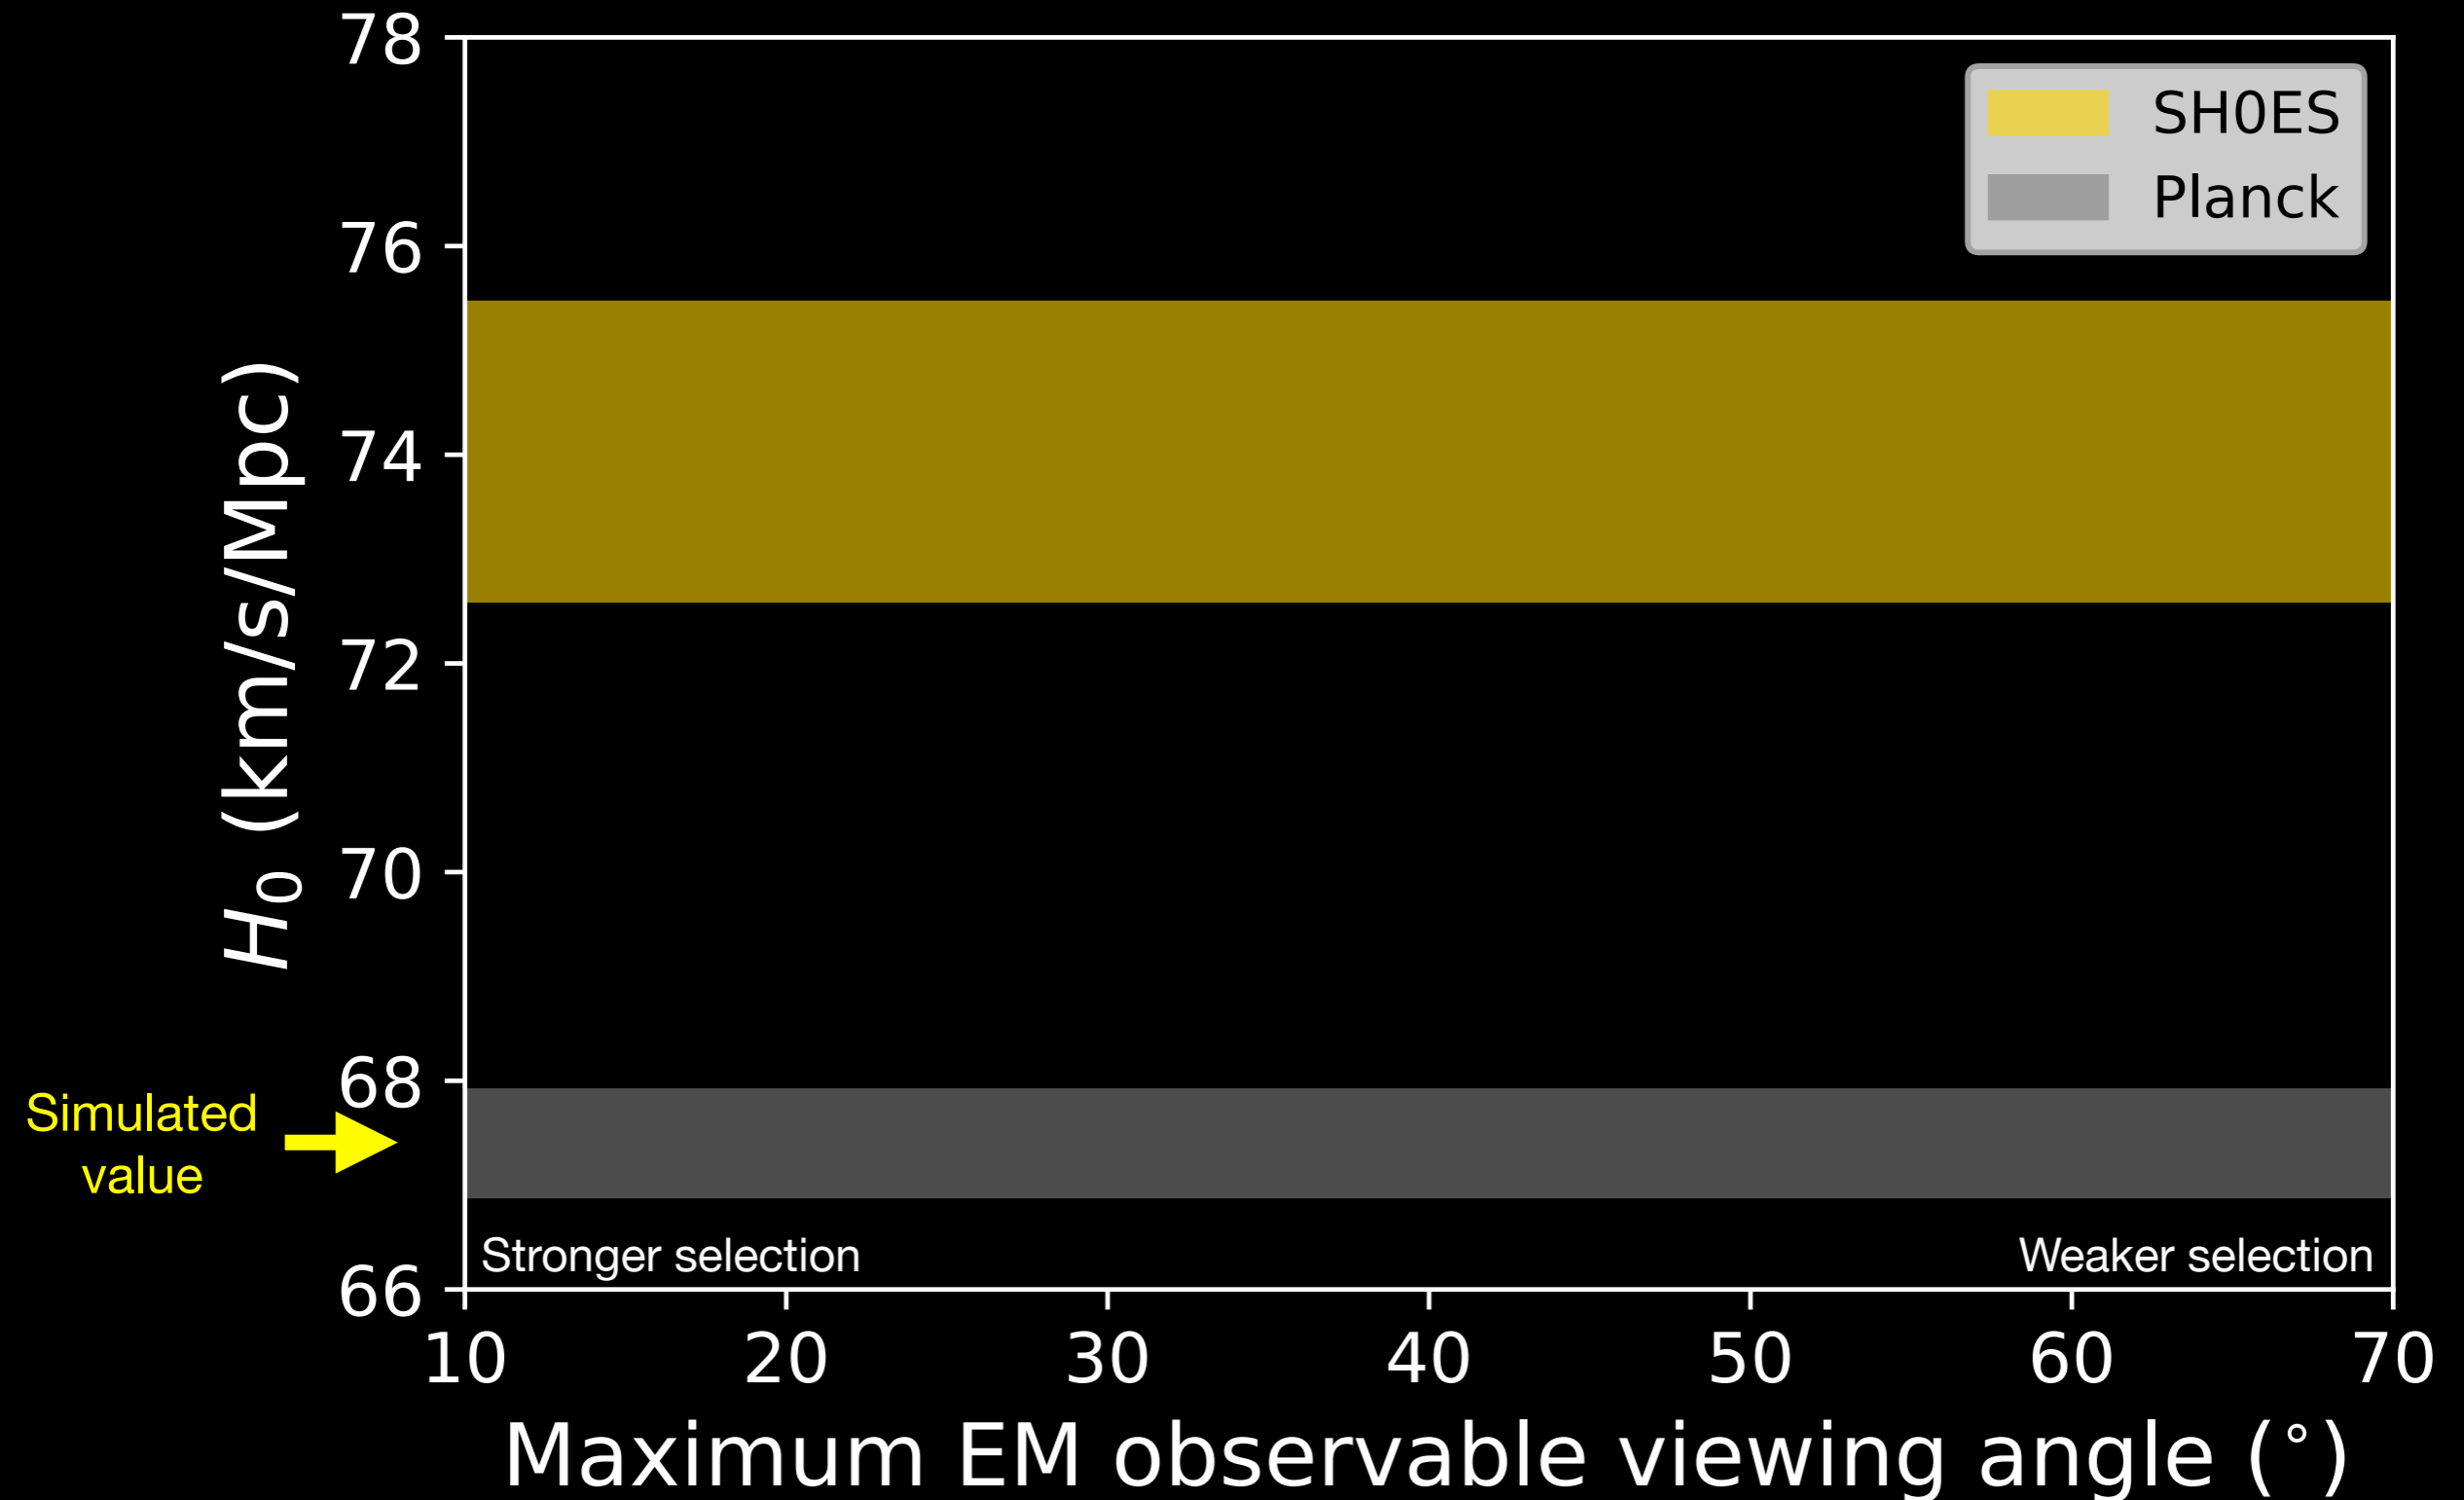 78
76
74
72
70
68
66
H0 (km/s/Mpc)
SH0ES
Planck
Simulated
value
Stronger selection
Weaker selection
10 20 30 40 50 60 70
Maximum EM observable viewing angle (°)